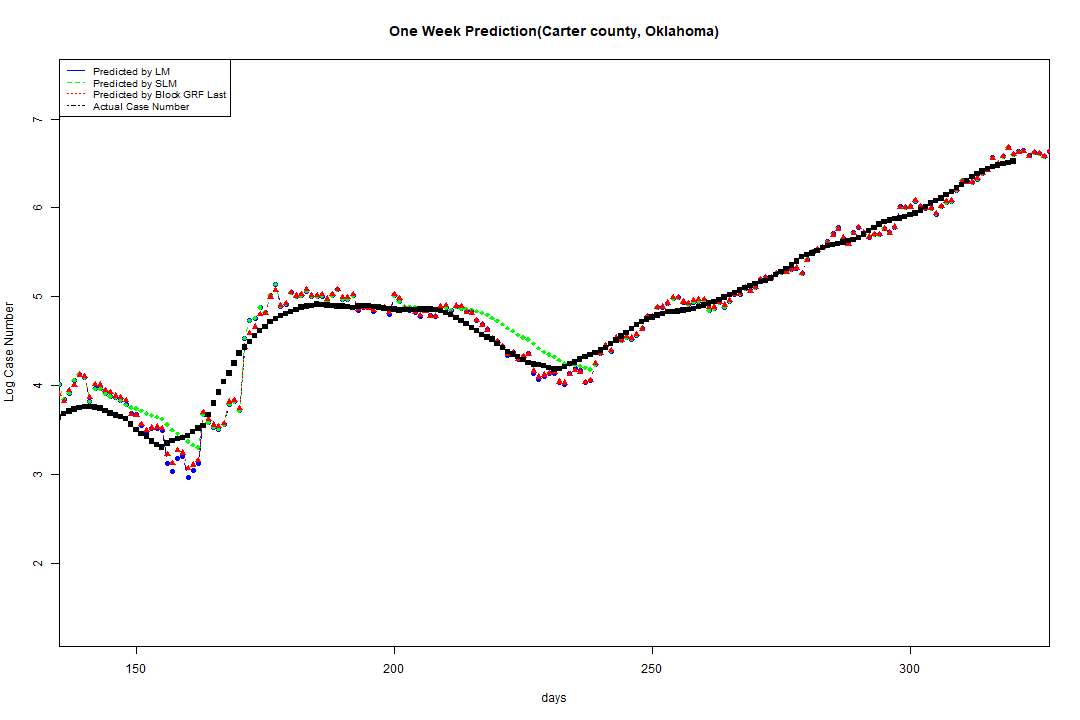 One Week Prediction(Carter county, Oklahoma)
Predicted by LM
Predicted by SLM
Predicted by Block GRF Last
Actual Case Number
7
6
5
4
3
2
Log Case Number
150 200 250 300
days